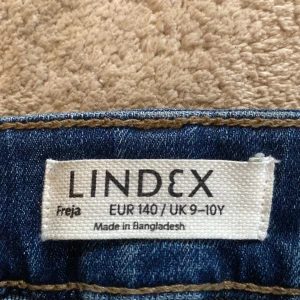 LINDEX
Freja EUR 140 / UK 9-10Y
Made in Bangladesh